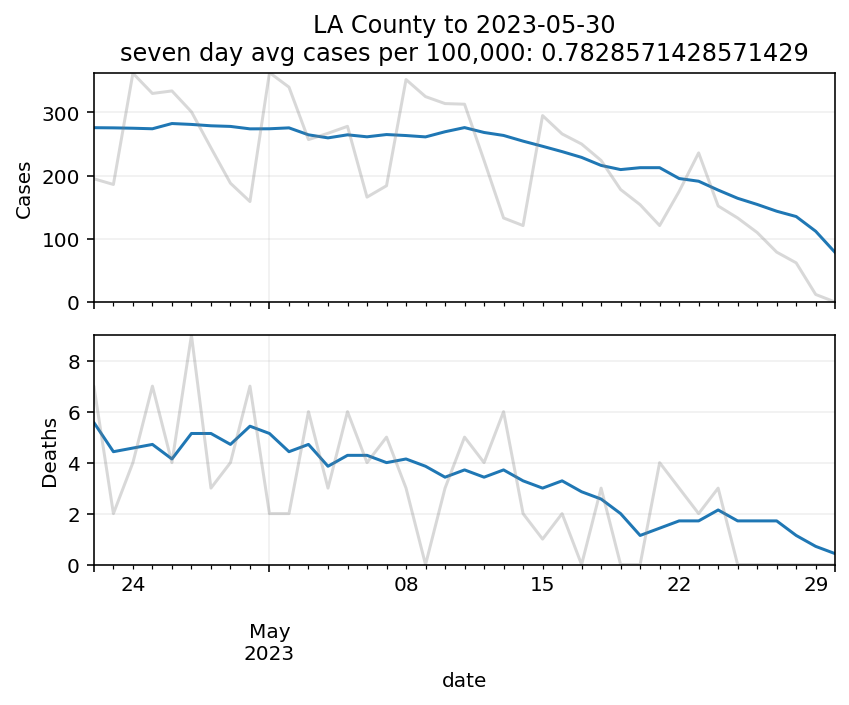 LA County to 2023-05-30
seven day avg cases per 100,000: 0.7828571428571429
300
200
100
0
Cases
8
6
4
2
0
Deaths
24
08
15
22
29
May
2023
date